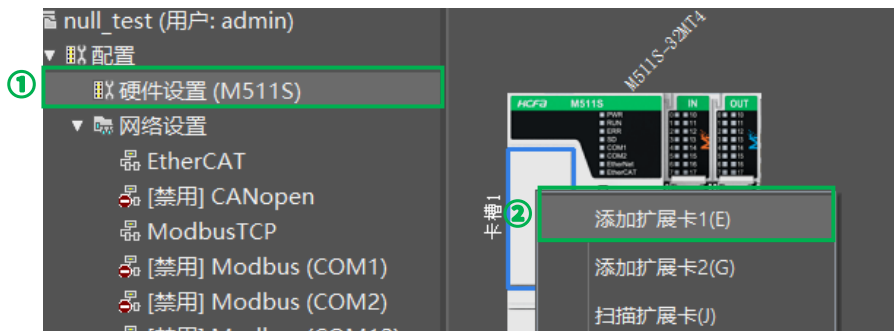 null_test (用户: admin)
配置
① 硬件设置 (M511S)
网络设置
EtherCAT
[禁用] CANopen
ModbusTCP
[禁用] Modbus (COM1)
[禁用] Modbus (COM2)
M511S-32MT4
HCFA M511S
PWR
RUN
ERR
SD
COM1
COM2
EtherNet
EtherCAT
IN
OUT
卡槽1
② 添加扩展卡1(E)
添加扩展卡2(G)
扫描扩展卡(J)